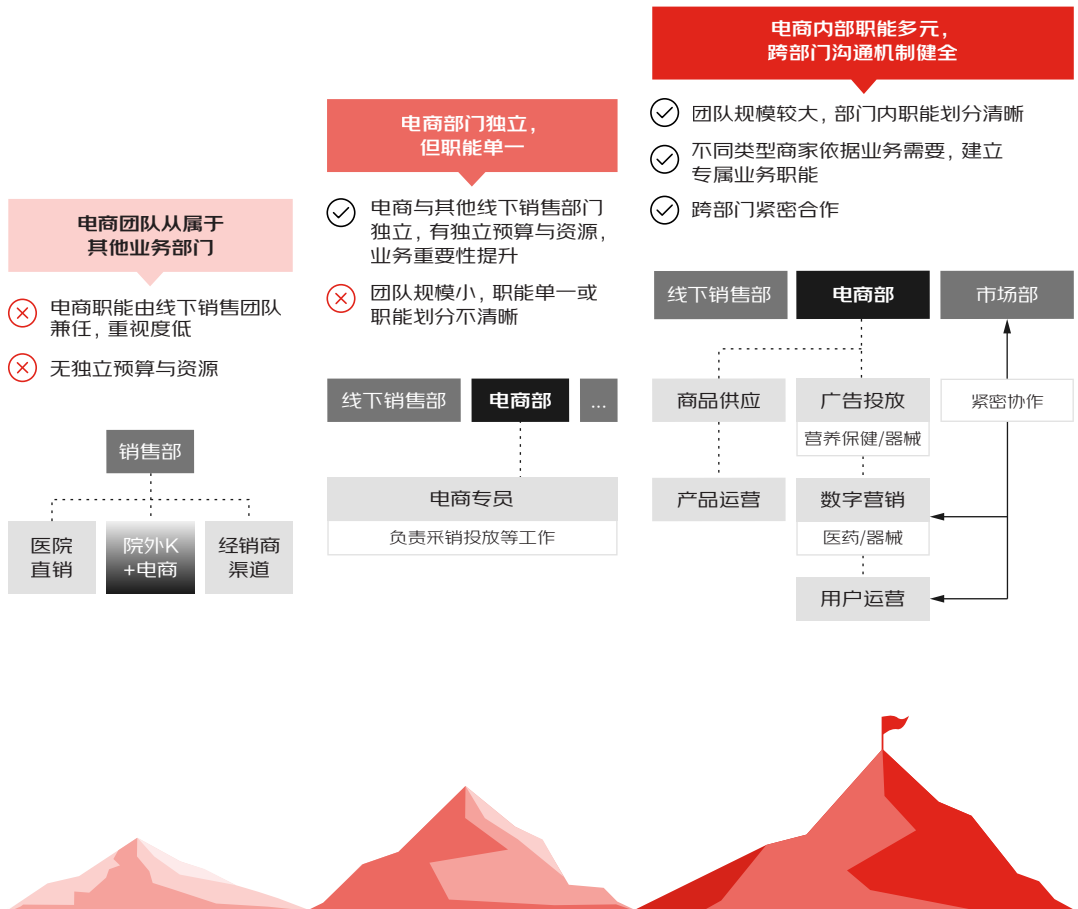 电商团队从属于
其他业务部门
电商职能由线下销售团队
兼任，重视度低
无独立预算与资源
销售部
医院
直销
院外K
+电商
经销商
渠道
电商部门独立，
但职能单一
电商与其他线下销售部门
独立，有独立预算与资源，
业务重要性提升
团队规模小，职能单一或
职能划分不清晰
线下销售部
电商部
...
电商专员
负责采销投放等工作
电商内部职能多元，
跨部门沟通机制健全
团队规模较大，部门内职能划分清晰
不同类型商家依据业务需要，建立
专属业务职能
跨部门紧密合作
线下销售部
电商部
市场部
商品供应
广告投放
营养保健/器械
紧密协作
产品运营
数字营销
医药/器械
用户运营